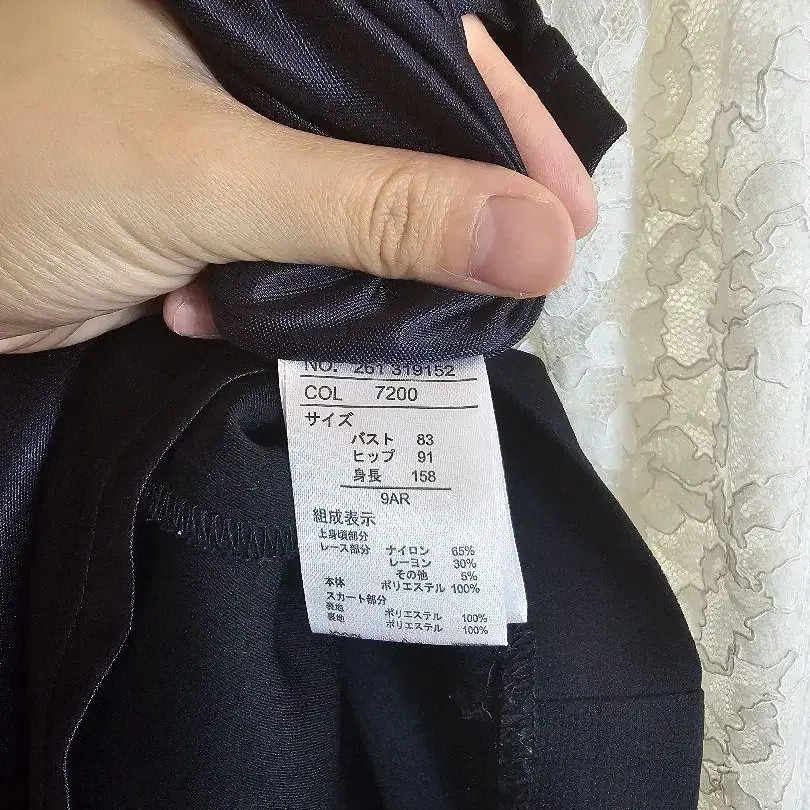 NO. 261 319152
COL 7200
サイズ
バスト 83
ヒップ 91
身長 158
9AR
組成表示
上身頃部分
レース部分 ナイロン 65%
レーヨン 30%
その他 5%
本体 ポリエステル 100%
スカート部分
表地 ポリエステル 100%
裏地 ポリエステル 100%